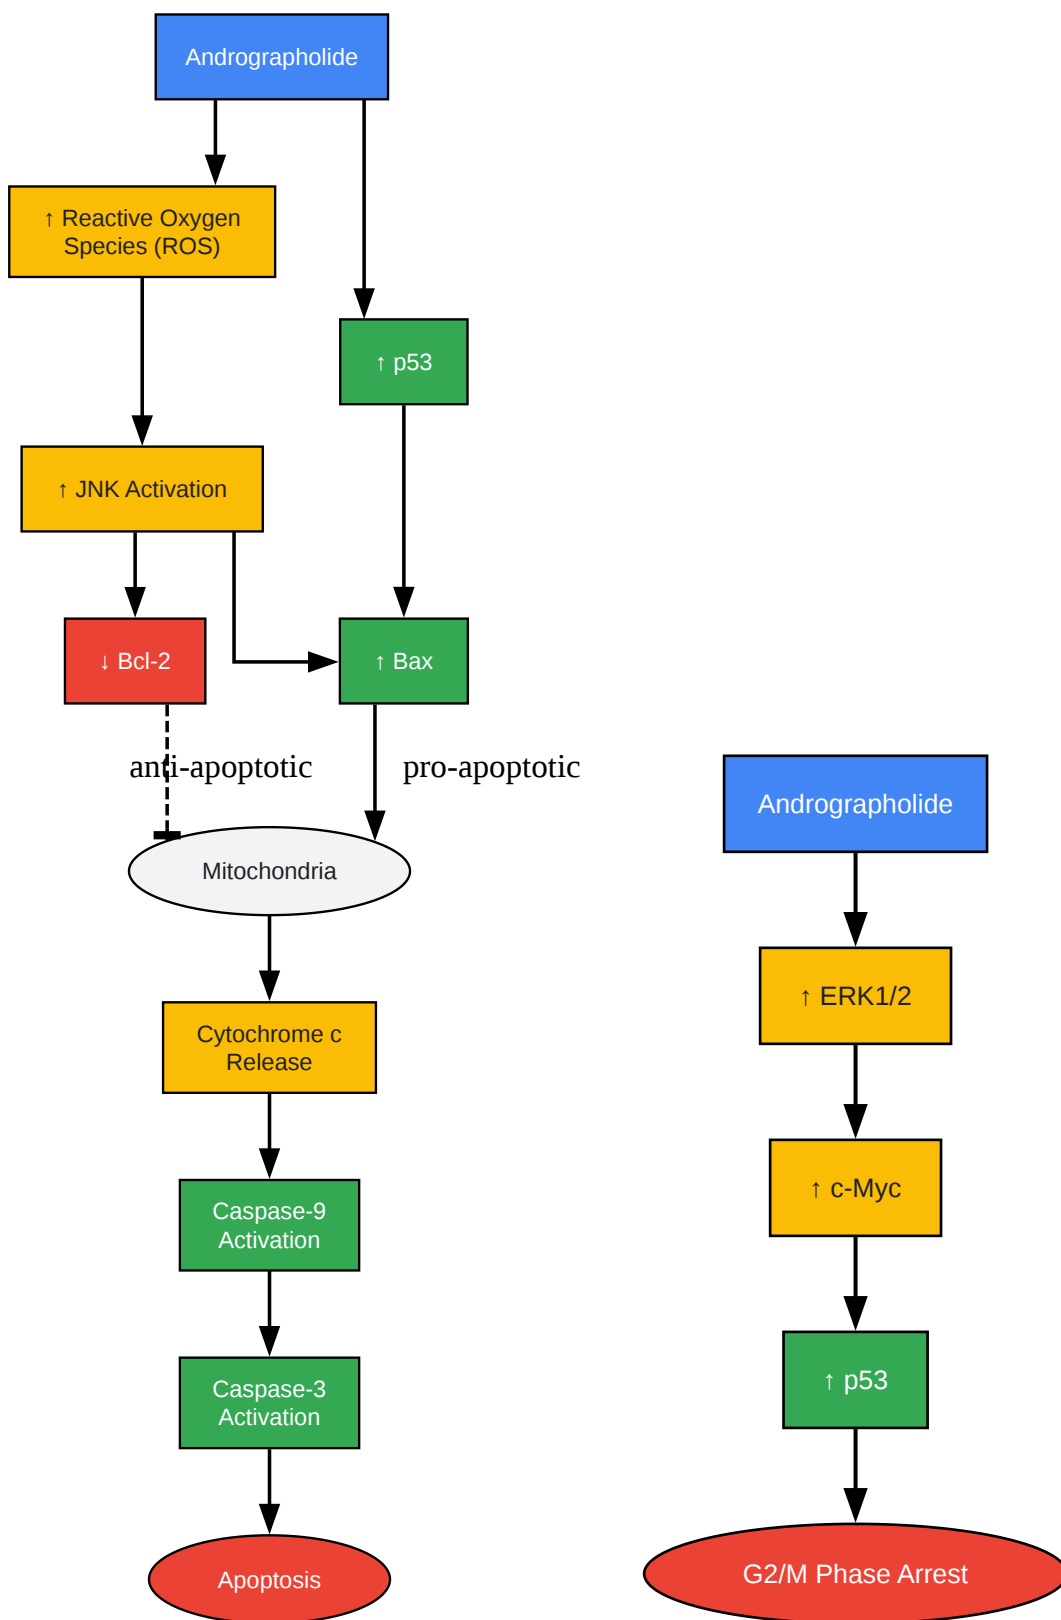 Andrographolide
↑ Reactive Oxygen
Species (ROS)
↑ p53
↑ JNK Activation
↓ Bcl-2
↑ Bax
anti-apoptotic
pro-apoptotic
Mitochondria
Cytochrome c
Release
Caspase-9
Activation
Caspase-3
Activation
Apoptosis
Andrographolide
↑ ERK1/2
↑ c-Myc
↑ p53
G2/M Phase Arrest